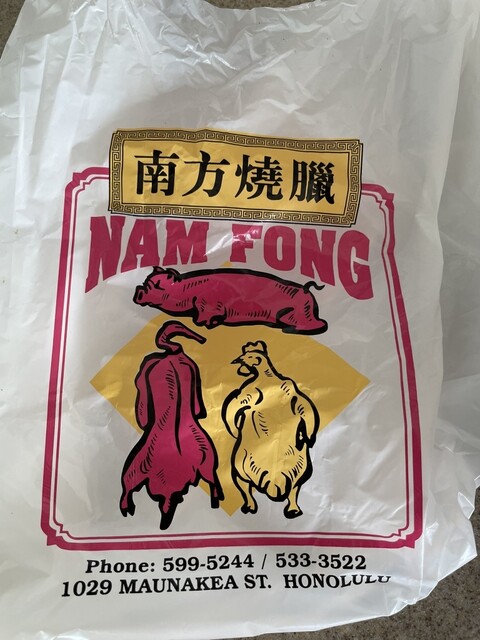 南方燒臘
NAM FONG
Phone: 599-5244 / 533-3522
1029 MAUNAKEA ST. HONOLULU